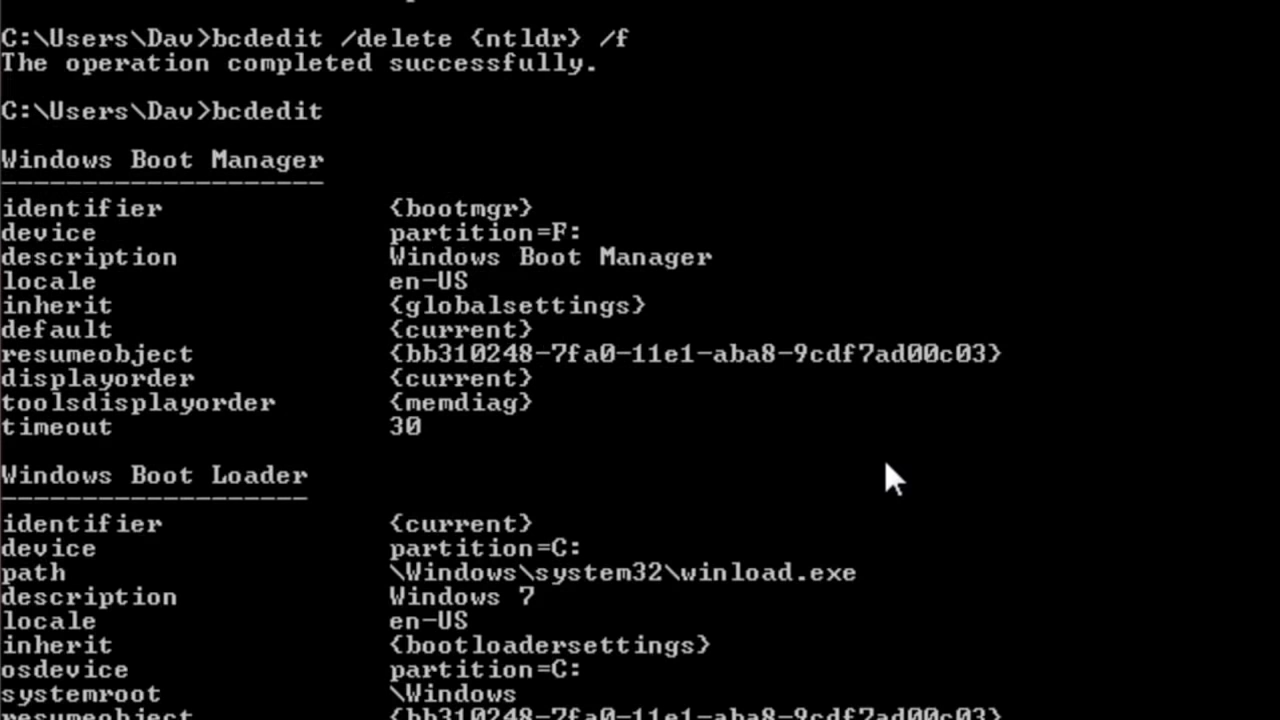 C:\Users\Dav>bcdedit /delete {ntldr} /f
The operation completed successfully.
C:\Users\Dav>bcdedit
Windows Boot Manager
--------------------
identifier {bootmgr}
device partition=F:
description Windows Boot Manager
locale en-US
inherit {globalsettings}
default {current}
resumeobject {bb310248-7fa0-11e1-aba8-9cdf7ad00c03}
displayorder {current}
toolsdisplayorder {memdiag}
timeout 30
Windows Boot Loader
-------------------
identifier {current}
device partition=C:
path \Windows\system32\winload.exe
description Windows 7
locale en-US
inherit {bootloadersettings}
osdevice partition=C:
systemroot \Windows
resumeobject {bb310248-7fa0-11e1-aba8-9cdf7ad00c03}